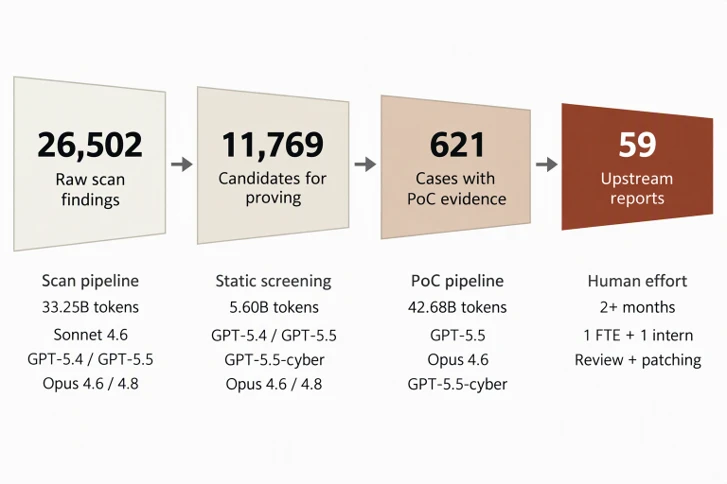 26,502
Raw scan
findings
11,769
Candidates for
proving
621
Cases with
PoC evidence
59
Upstream
reports
Scan pipeline
33.25B tokens
Sonnet 4.6
GPT-5.4 / GPT-5.5
Opus 4.6 / 4.8
Static screening
5.60B tokens
GPT-5.4 / GPT-5.5
GPT-5.5-cyber
Opus 4.6 / 4.8
PoC pipeline
42.68B tokens
GPT-5.5
Opus 4.6
GPT-5.5-cyber
Human effort
2+ months
1 FTE + 1 intern
Review + patching